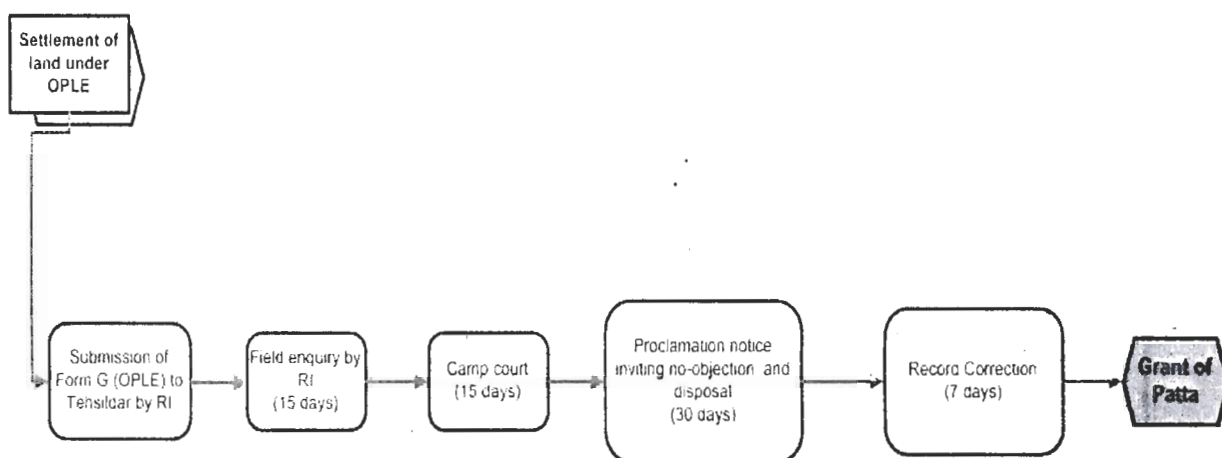 Settlement of
land under
OPLE
Submission of
Form G (OPLE) to
Tehsildar by RI
Field enquiry by
RI
(15 days)
Camp court
(15 days)
Proclamation notice
inviting no-objection and
disposal
(30 days)
Record Correction
(7 days)
Grant of
Patta